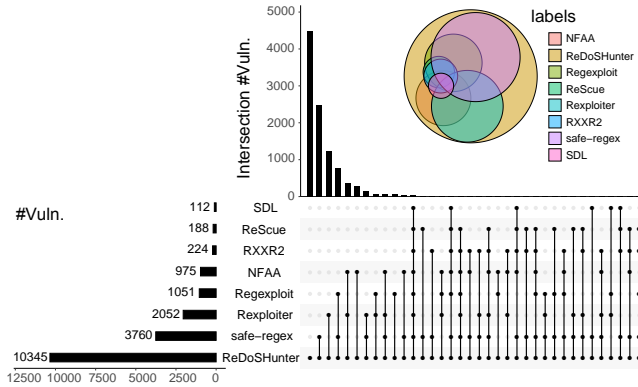 Intersection #Vuln.
5000
4000
3000
2000
1000
0
labels
NFAA
ReDoSHunter
Regexploit
ReScue
Rexploiter
RXXR2
safe-regex
SDL
#Vuln.
112 SDL
188 ReScue
224 RXXR2
975 NFAA
1051 Regexploit
2052 Rexploiter
3760 safe-regex
10345 ReDoSHunter
12500 10000 7500 5000 2500 0